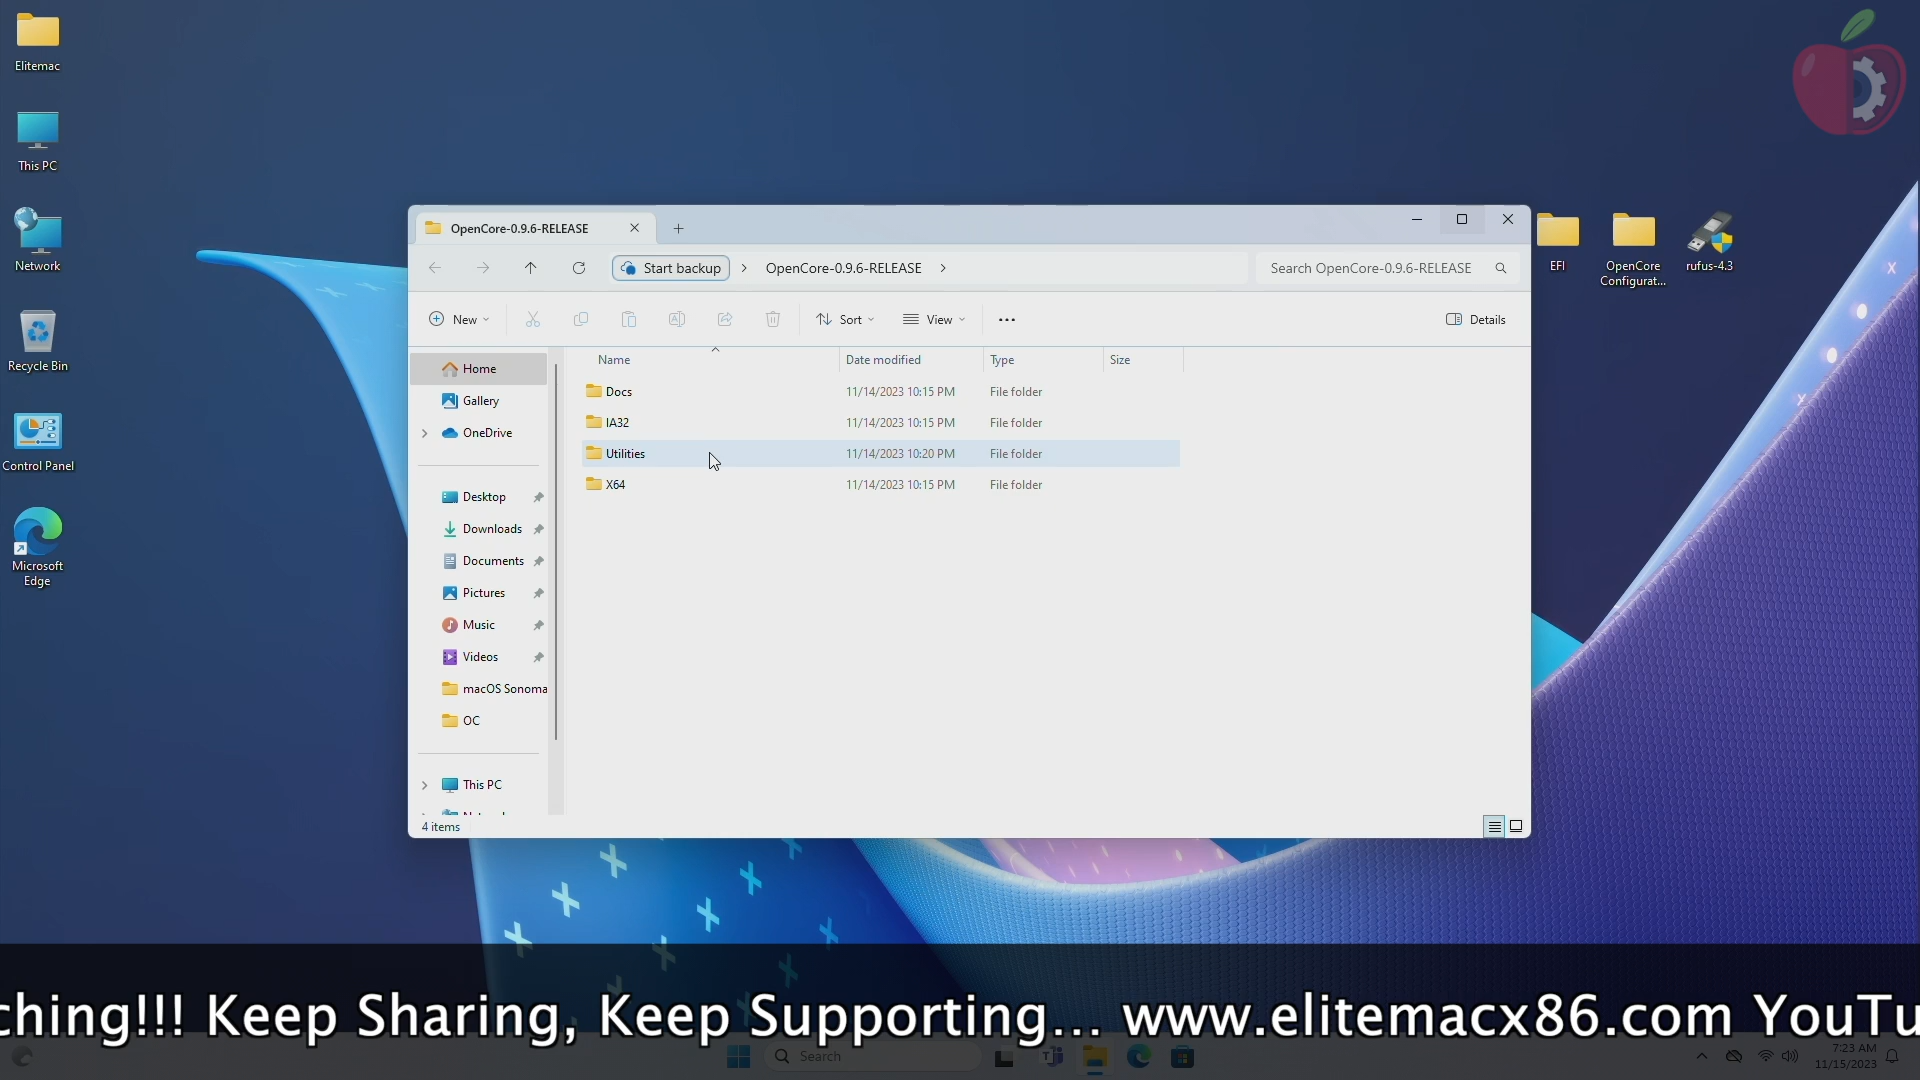 Elitemac
This PC
Network
Recycle Bin
Control Panel
Microsoft
Edge
EFI
OpenCore
Configurat...
rufus-4.3
OpenCore-0.9.6-RELEASE
Start backup
OpenCore-0.9.6-RELEASE
Search OpenCore-0.9.6-RELEASE
New
Sort
View
Details
Home
Gallery
OneDrive
Desktop
Downloads
Documents
Pictures
Music
Videos
macOS Sonoma
OC
This PC
Name Date modified Type Size
Docs 11/14/2023 10:15 PM File folder
IA32 11/14/2023 10:15 PM File folder
Utilities 11/14/2023 10:20 PM File folder
X64 11/14/2023 10:15 PM File folder
4 items
ching!!! Keep Sharing, Keep Supporting... www.elitemacx86.com YouTu
Search
7:23 AM
11/15/2023